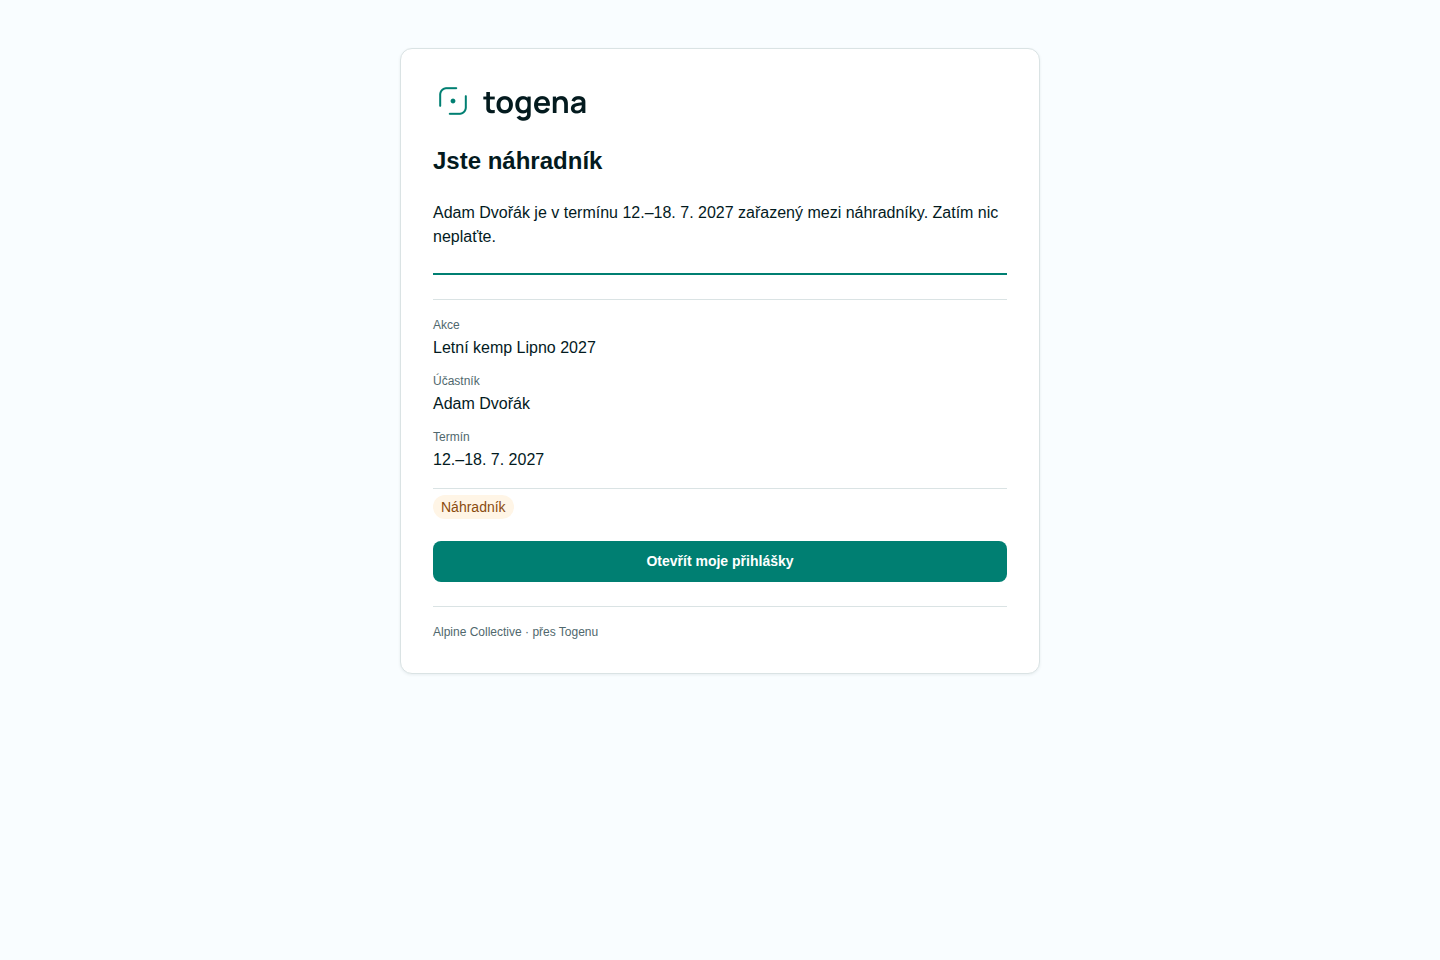 togena
Jste náhradník
Adam Dvořák je v termínu 12.–18. 7. 2027 zařazený mezi náhradníky. Zatím nic
neplaťte.
Akce
Letní kemp Lipno 2027
Účastník
Adam Dvořák
Termín
12.–18. 7. 2027
Náhradník
Otevřít moje přihlášky
Alpine Collective · přes Togenu